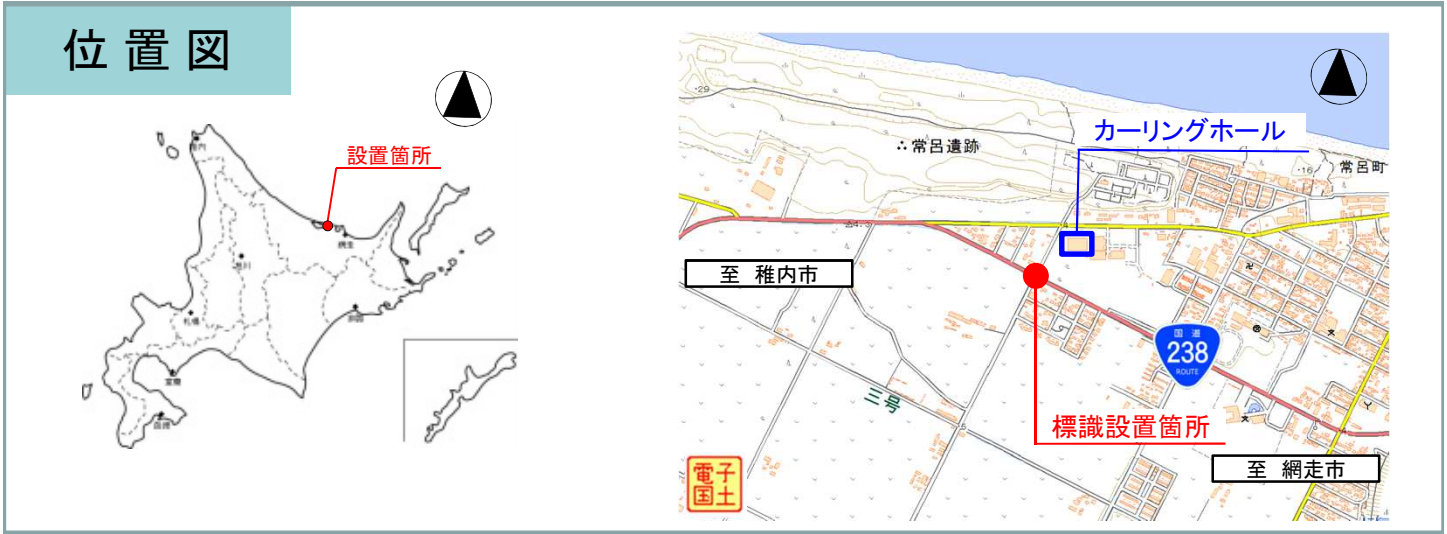 位置図
設置箇所
稚内
網走
旭川
札幌
釧路
室蘭
函館
・29
∴常呂遺跡
カーリングホール
・16
常呂町
至 稚内市
国道
238
ROUTE
三号
標識設置箇所
至 網走市
電子
国土